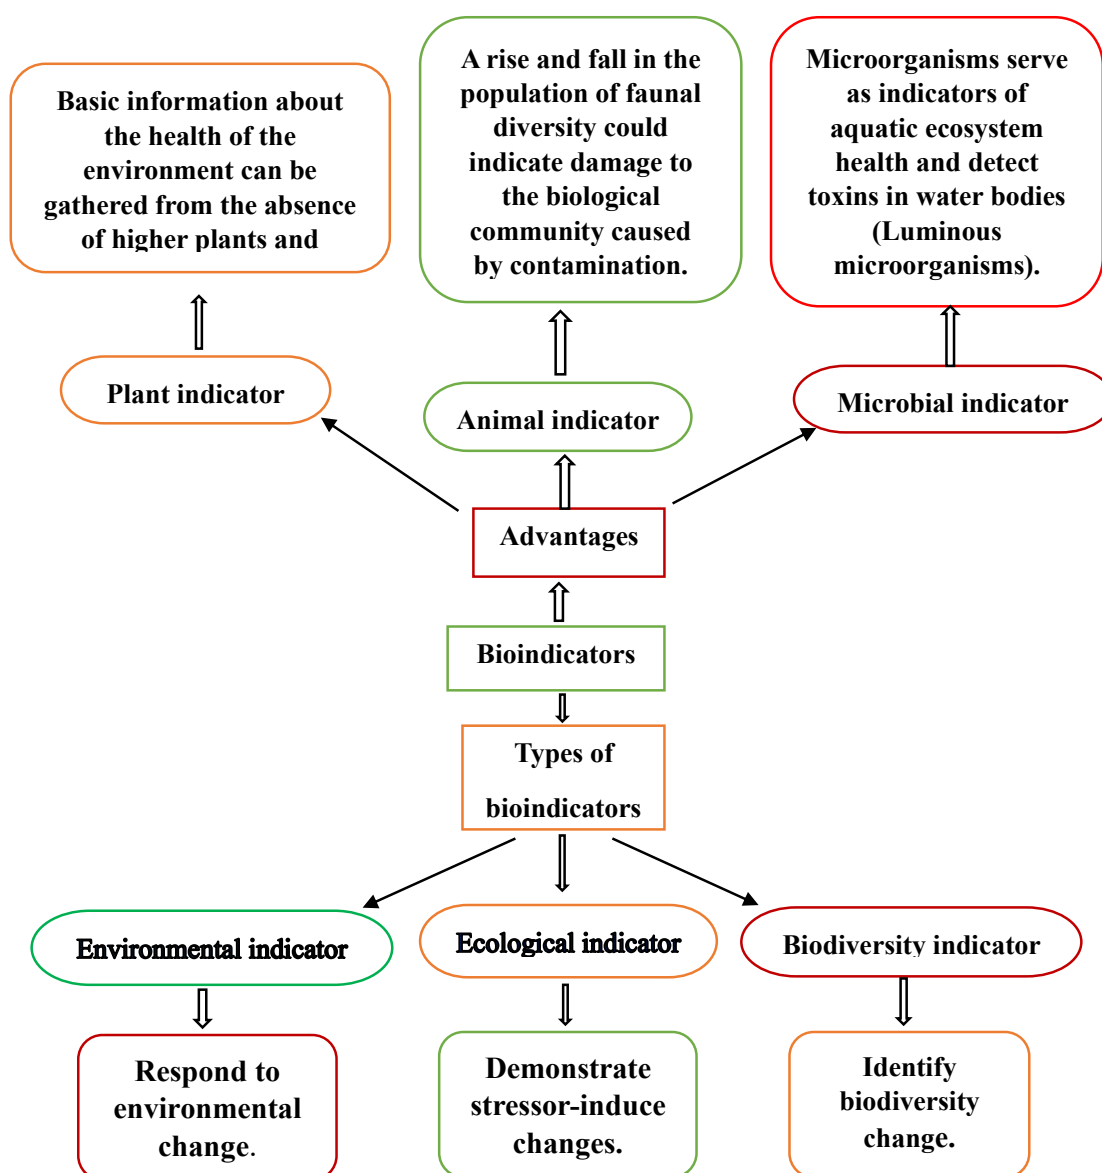 Basic information about
the health of the
environment can be
gathered from the absence
of higher plants and
A rise and fall in the
population of faunal
diversity could
indicate damage to
the biological
community caused
by contamination.
Microorganisms serve
as indicators of
aquatic ecosystem
health and detect
toxins in water bodies
(Luminous
microorganisms).
Plant indicator
Animal indicator
Microbial indicator
Advantages
Bioindicators
Types of
bioindicators
Environmental indicator
Ecological indicator
Biodiversity indicator
Respond to
environmental
change.
Demonstrate
stressor-induce
changes.
Identify
biodiversity
change.